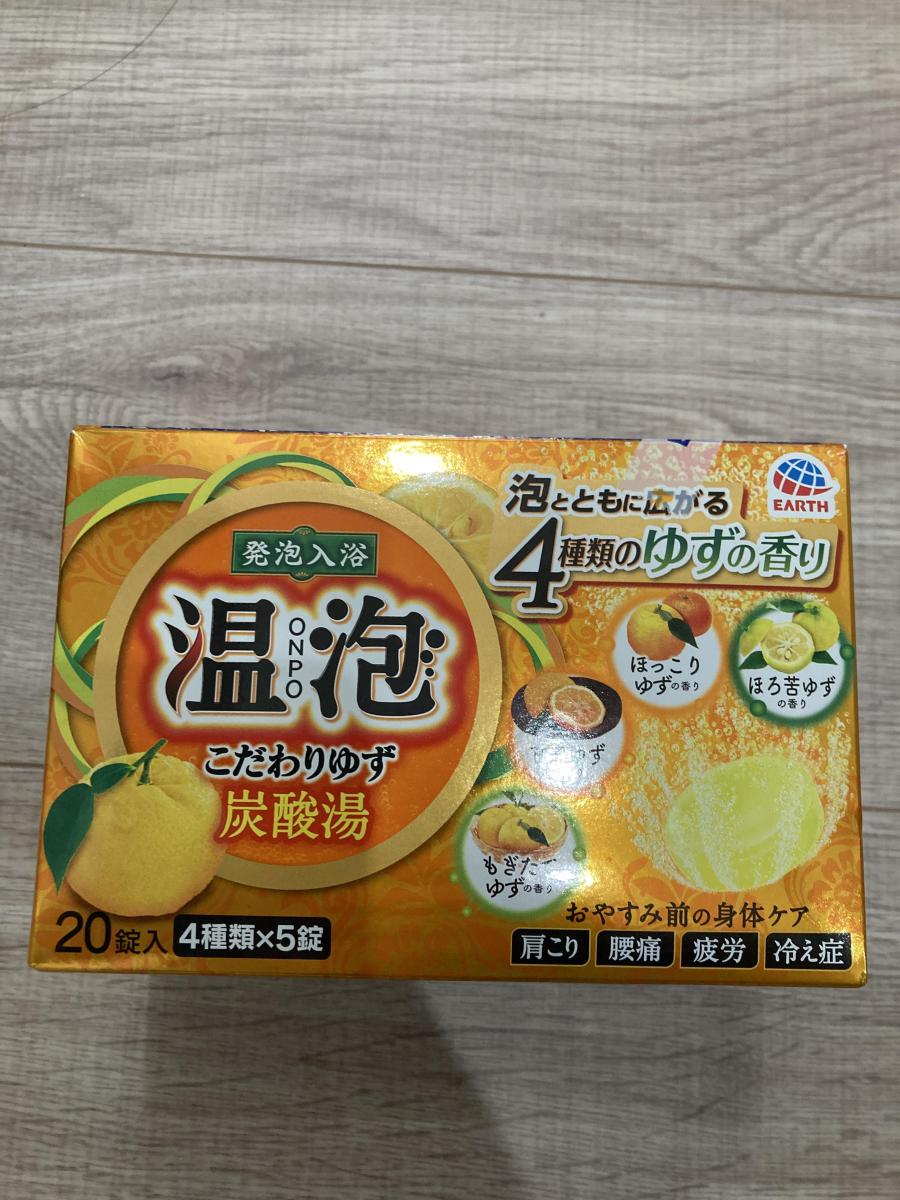 発泡入浴
温泡
ONPO
こだわりゆず
炭酸湯
20錠入
4種類×5錠
泡とともに広がる
4種類のゆずの香り
EARTH
ほっこり
ゆずの香り
ほろ苦ゆず
の香り
ゆず
もぎた
ゆずの香り
おやすみ前の身体ケア
肩こり 腰痛 疲労 冷え症